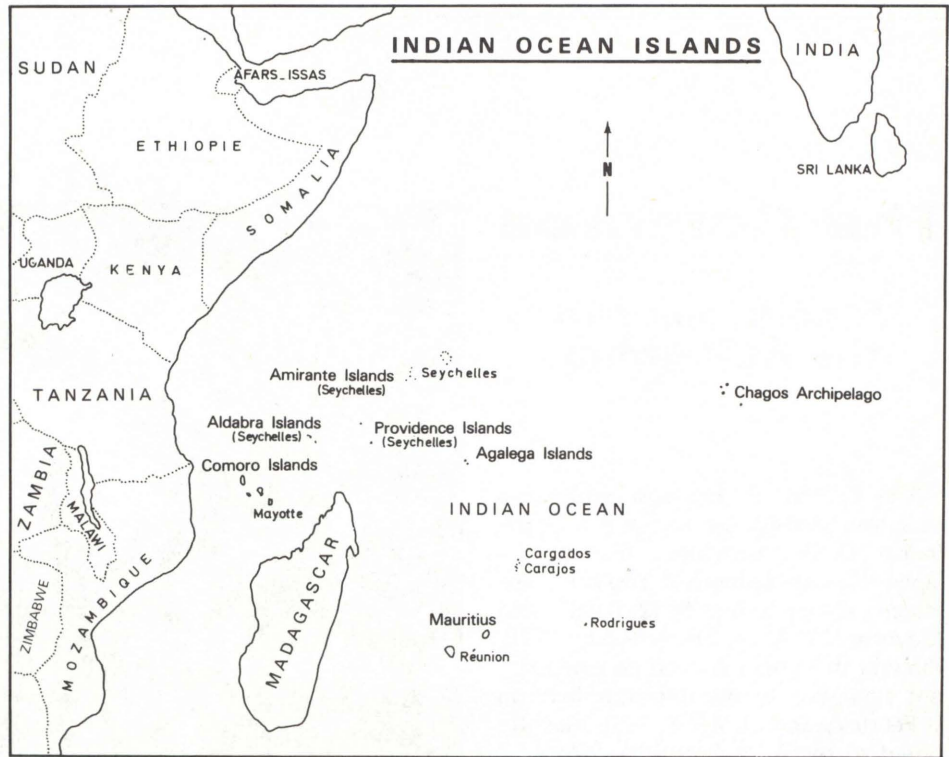 INDIAN OCEAN ISLANDS
INDIA
SUDAN
AFARS-ISSAS
ETHIOPIE
N
SRI LANKA
SOMALIA
UGANDA
KENYA
Seychelles
Amirante Islands
(Seychelles)
TANZANIA
Chagos Archipelago
Aldabra Islands
(Seychelles)
Providence Islands
(Seychelles)
Agalega Islands
Comoro Islands
Mayotte
ZAMBIA
MALAWI
INDIAN OCEAN
MADAGASCAR
Cargados
Carajos
ZIMBABWE
MOZAMBIQUE
Mauritius
Rodrigues
Réunion